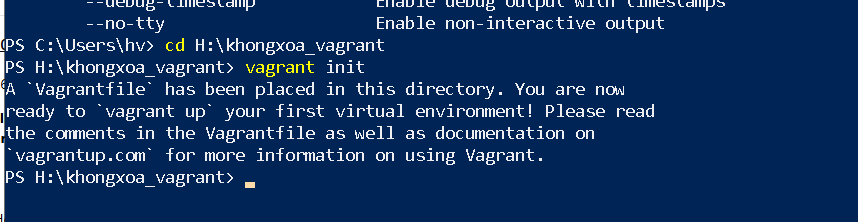 --debug-timestamp Enable debug output with timestamps
--no-tty Enable non-interactive output
PS C:\Users\hv> cd H:\khongxoa_vagrant
PS H:\khongxoa_vagrant> vagrant init
A `Vagrantfile` has been placed in this directory. You are now
ready to `vagrant up` your first virtual environment! Please read
the comments in the Vagrantfile as well as documentation on
`vagrantup.com` for more information on using Vagrant.
PS H:\khongxoa_vagrant>